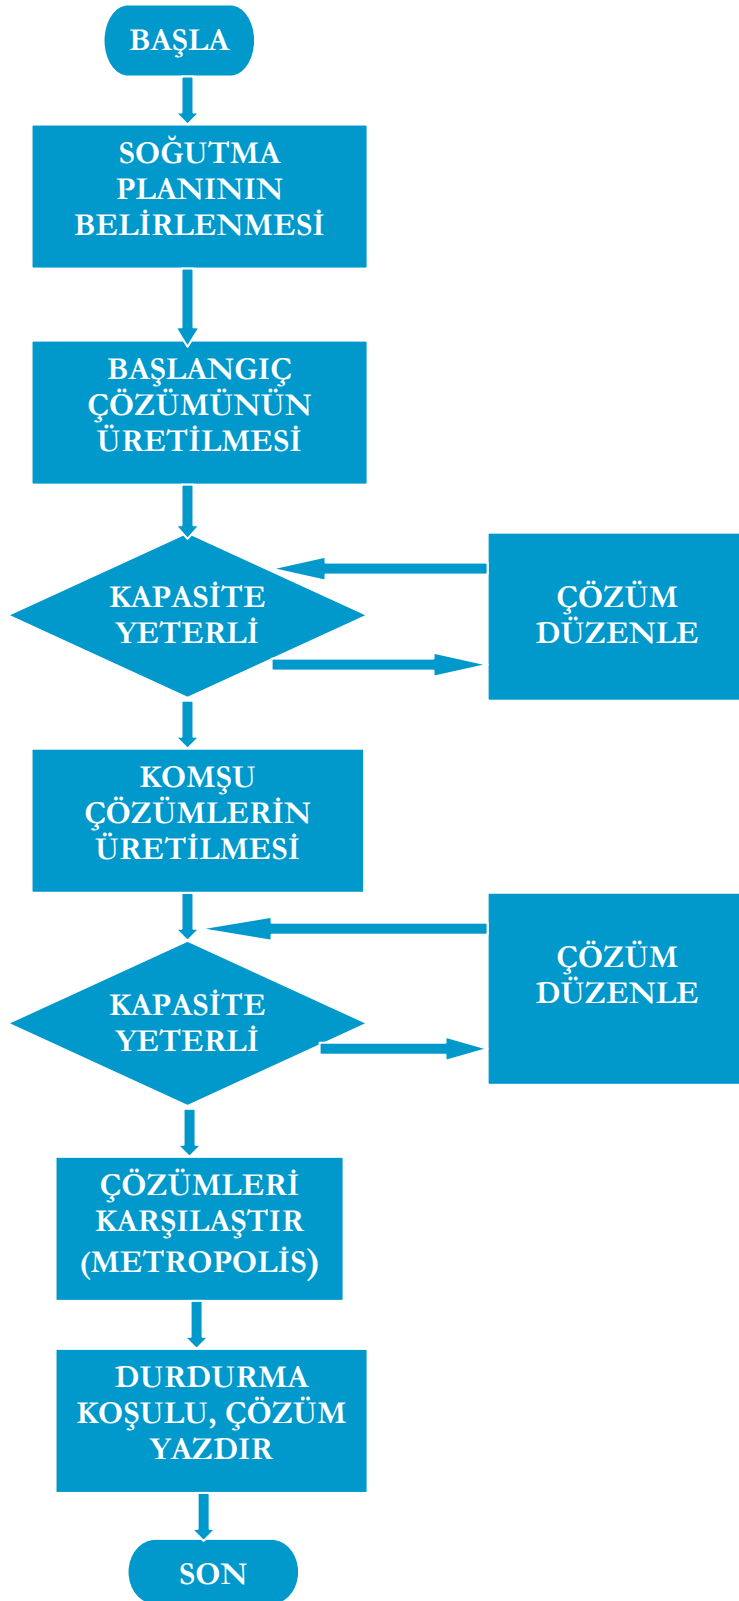 BAŞLA
SOĞUTMA
PLANININ
BELİRLENMESİ
BAŞLANGIÇ
ÇÖZÜMÜNÜN
ÜRETİLMESİ
KAPASİTE
YETERLİ
ÇÖZÜM
DÜZENLE
KOMŞU
ÇÖZÜMLERİN
ÜRETİLMESİ
KAPASİTE
YETERLİ
ÇÖZÜM
DÜZENLE
ÇÖZÜMLERİ
KARŞILAŞTIR
(METROPOLİS)
DURDURMA
KOŞULU, ÇÖZÜM
YAZDIR
SON